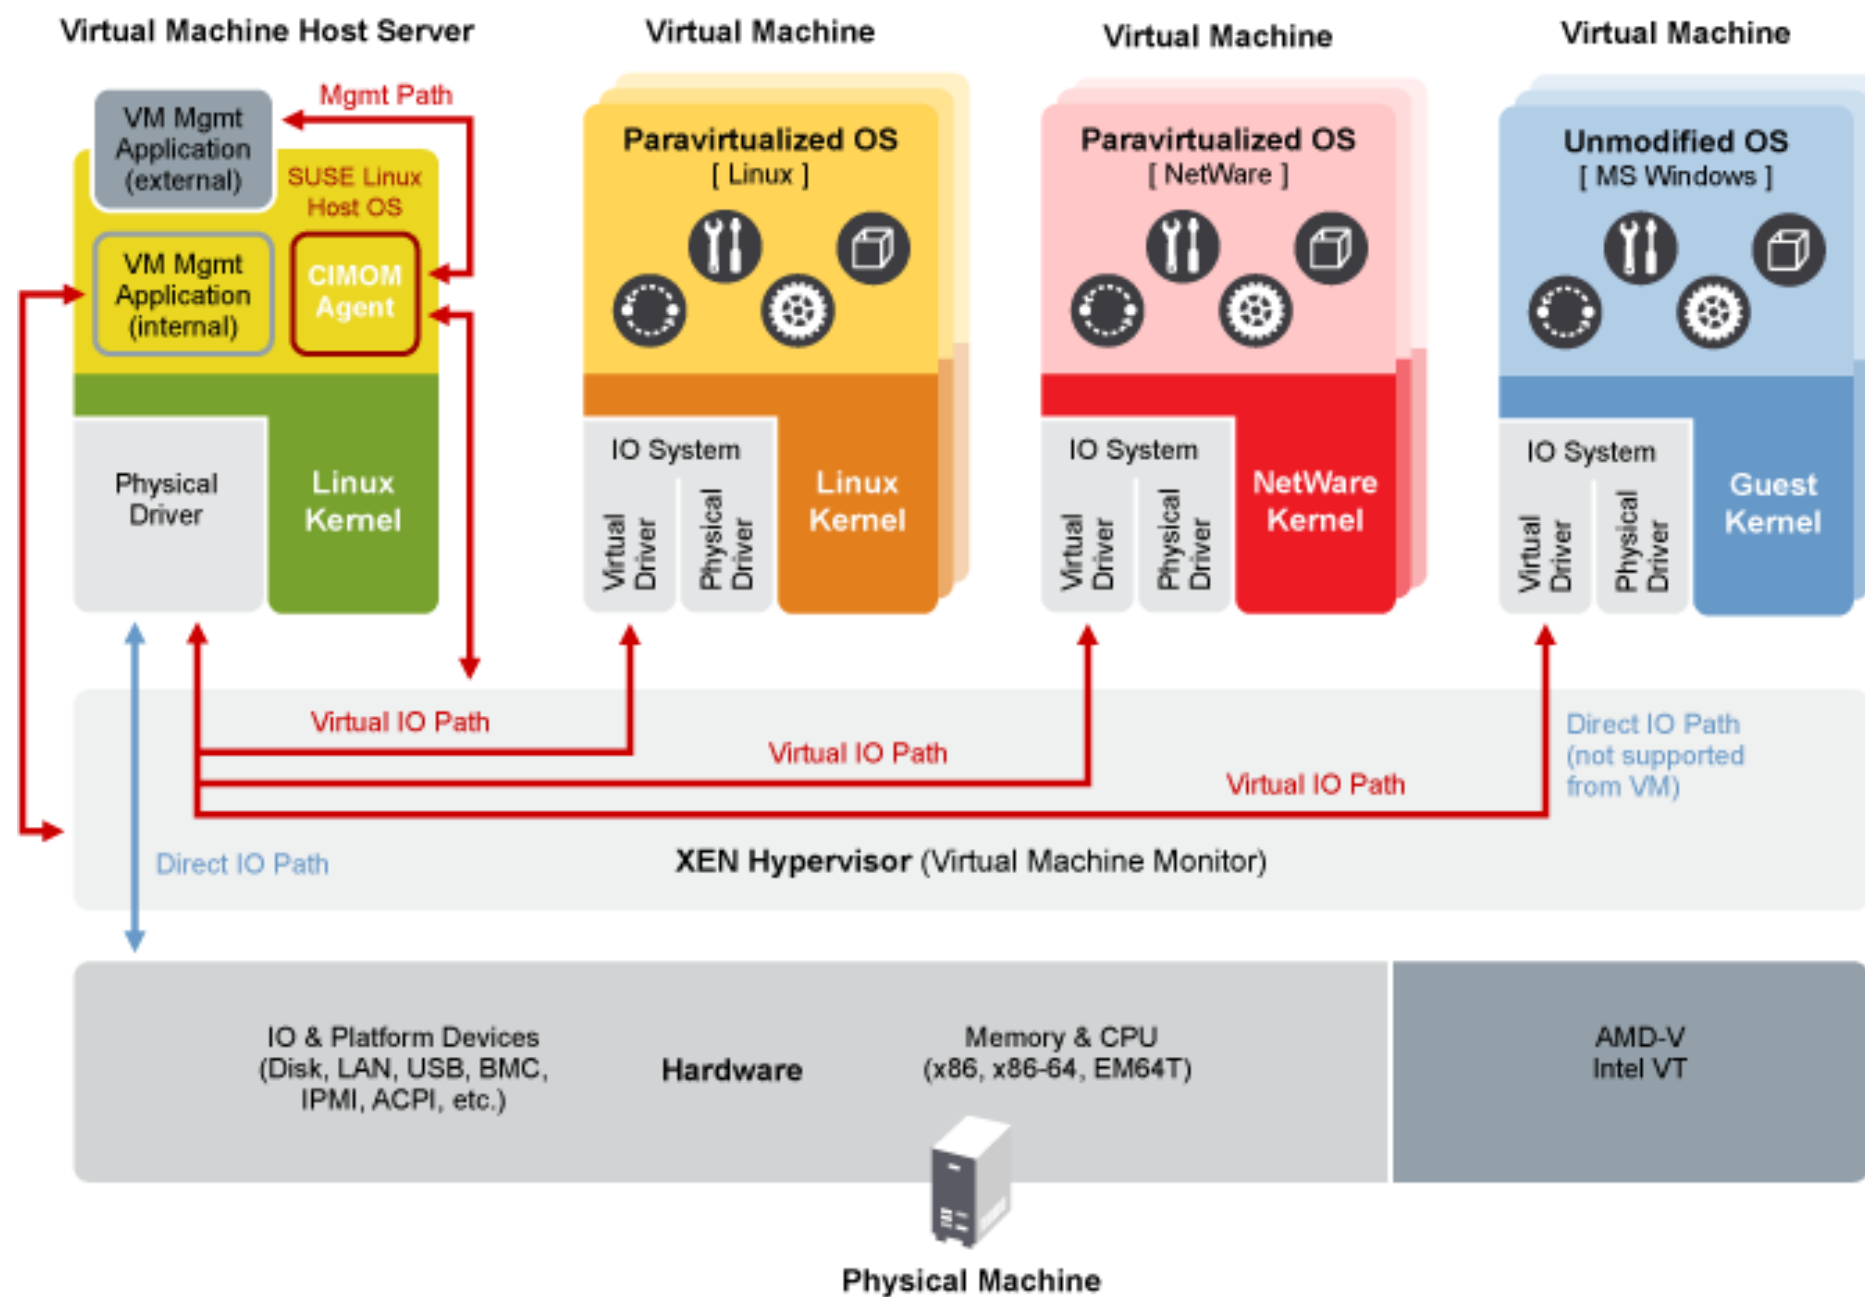 Virtual Machine Host Server
Virtual Machine
Virtual Machine
Virtual Machine
Mgmt Path
VM Mgmt
Application
(external)
SUSE Linux
Host OS
VM Mgmt
Application
(internal)
CIMOM
Agent
Physical
Driver
Linux
Kernel
Paravirtualized OS
[ Linux ]
IO System
Virtual
Driver
Physical
Driver
Linux
Kernel
Paravirtualized OS
[ NetWare ]
IO System
Virtual
Driver
Physical
Driver
NetWare
Kernel
Unmodified OS
[ MS Windows ]
IO System
Virtual
Driver
Physical
Driver
Guest
Kernel
Virtual IO Path
Virtual IO Path
Virtual IO Path
Direct IO Path
(not supported
from VM)
Direct IO Path
XEN Hypervisor (Virtual Machine Monitor)
IO & Platform Devices
(Disk, LAN, USB, BMC,
IPMI, ACPI, etc.)
Hardware
Memory & CPU
(x86, x86-64, EM64T)
AMD-V
Intel VT
Physical Machine